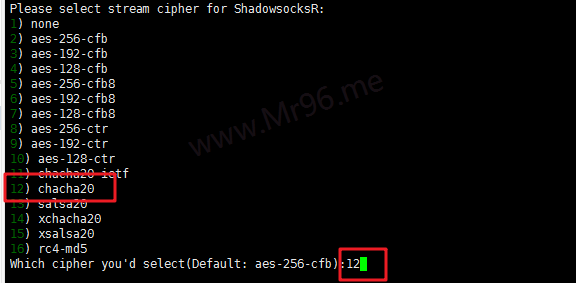 Please select stream cipher for ShadowsocksR:
1) none
2) aes-256-cfb
3) aes-192-cfb
4) aes-128-cfb
5) aes-256-cfb8
6) aes-192-cfb8
7) aes-128-cfb8
8) aes-256-ctr
9) aes-192-ctr
10) aes-128-ctr
11) chacha20-ietf
12) chacha20
13) salsa20
14) xchacha20
15) xsalsa20
16) rc4-md5
Which cipher you'd select(Default: aes-256-cfb):12
www.Mr96.me